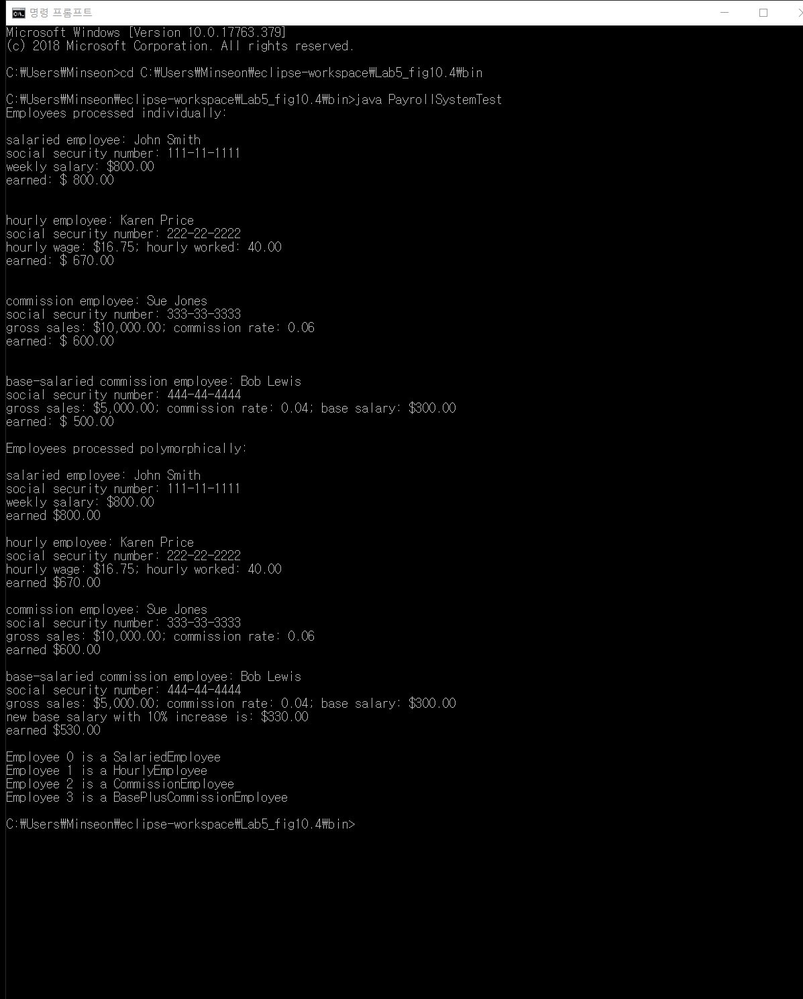 명령 프롬프트
Microsoft Windows [Version 10.0.17763.379]
(c) 2018 Microsoft Corporation. All rights reserved.
C:₩Users₩Minseon>cd C:₩Users₩Minseon₩eclipse-workspace₩Lab5_fig10.4₩bin
C:₩Users₩Minseon₩eclipse-workspace₩Lab5_fig10.4₩bin>java PayrollSystemTest
Employees processed individually:
salaried employee: John Smith
social security number: 111-11-1111
weekly salary: $800.00
earned: $ 800.00
hourly employee: Karen Price
social security number: 222-22-2222
hourly wage: $16.75; hourly worked: 40.00
earned: $ 670.00
commission employee: Sue Jones
social security number: 333-33-3333
gross sales: $10,000.00; commission rate: 0.06
earned: $ 600.00
base-salaried commission employee: Bob Lewis
social security number: 444-44-4444
gross sales: $5,000.00; commission rate: 0.04; base salary: $300.00
earned: $ 500.00
Employees processed polymorphically:
salaried employee: John Smith
social security number: 111-11-1111
weekly salary: $800.00
earned $800.00
hourly employee: Karen Price
social security number: 222-22-2222
hourly wage: $16.75; hourly worked: 40.00
earned $670.00
commission employee: Sue Jones
social security number: 333-33-3333
gross sales: $10,000.00; commission rate: 0.06
earned $600.00
base-salaried commission employee: Bob Lewis
social security number: 444-44-4444
gross sales: $5,000.00; commission rate: 0.04; base salary: $300.00
new base salary with 10% increase is: $330.00
earned $530.00
Employee 0 is a SalariedEmployee
Employee 1 is a HourlyEmployee
Employee 2 is a CommissionEmployee
Employee 3 is a BasePlusCommissionEmployee
C:₩Users₩Minseon₩eclipse-workspace₩Lab5_fig10.4₩bin>